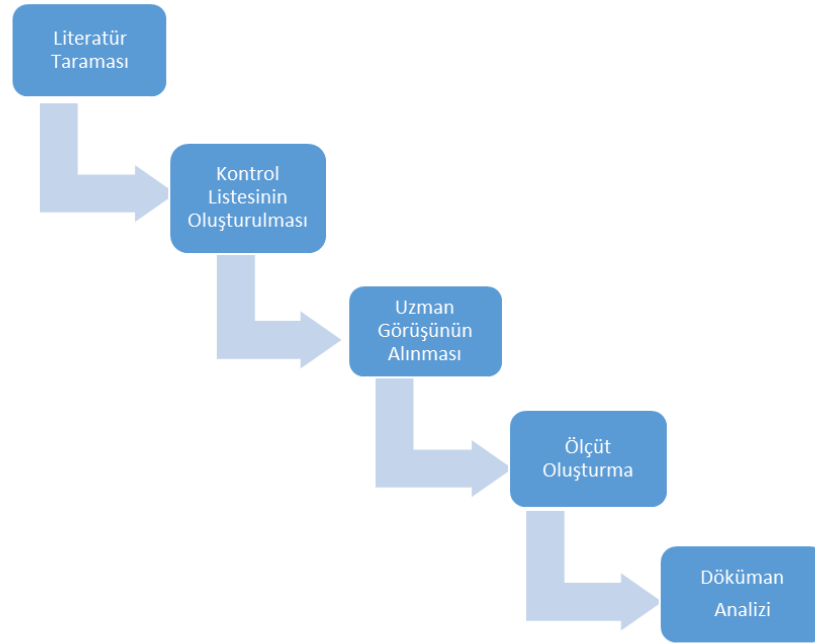 Literatür
Taraması
Kontrol
Listesinin
Oluşturulması
Uzman
Görüşünün
Alınması
Ölçüt
Oluşturma
Döküman
Analizi